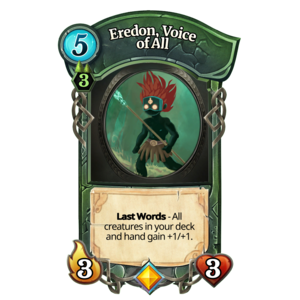 Eredon, Voice
of All
5
3
Last Words - All
creatures in your deck
and hand gain +1/+1.
3
3